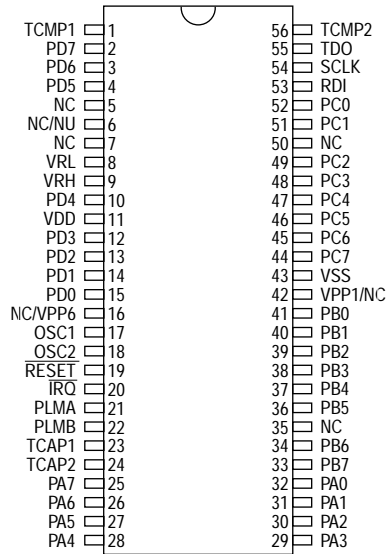 TCMP1 1 56 TCMP2
PD7 2 55 TDO
PD6 3 54 SCLK
PD5 4 53 RDI
NC 5 52 PC0
NC/NU 6 51 PC1
NC 7 50 NC
VRL 8 49 PC2
VRH 9 48 PC3
PD4 10 47 PC4
VDD 11 46 PC5
PD3 12 45 PC6
PD2 13 44 PC7
PD1 14 43 VSS
PD0 15 42 VPP1/NC
NC/VPP6 16 41 PB0
OSC1 17 40 PB1
OSC2 18 39 PB2
RESET 19 38 PB3
IRQ 20 37 PB4
PLMA 21 36 PB5
PLMB 22 35 NC
TCAP1 23 34 PB6
TCAP2 24 33 PB7
PA7 25 32 PA0
PA6 26 31 PA1
PA5 27 30 PA2
PA4 28 29 PA3